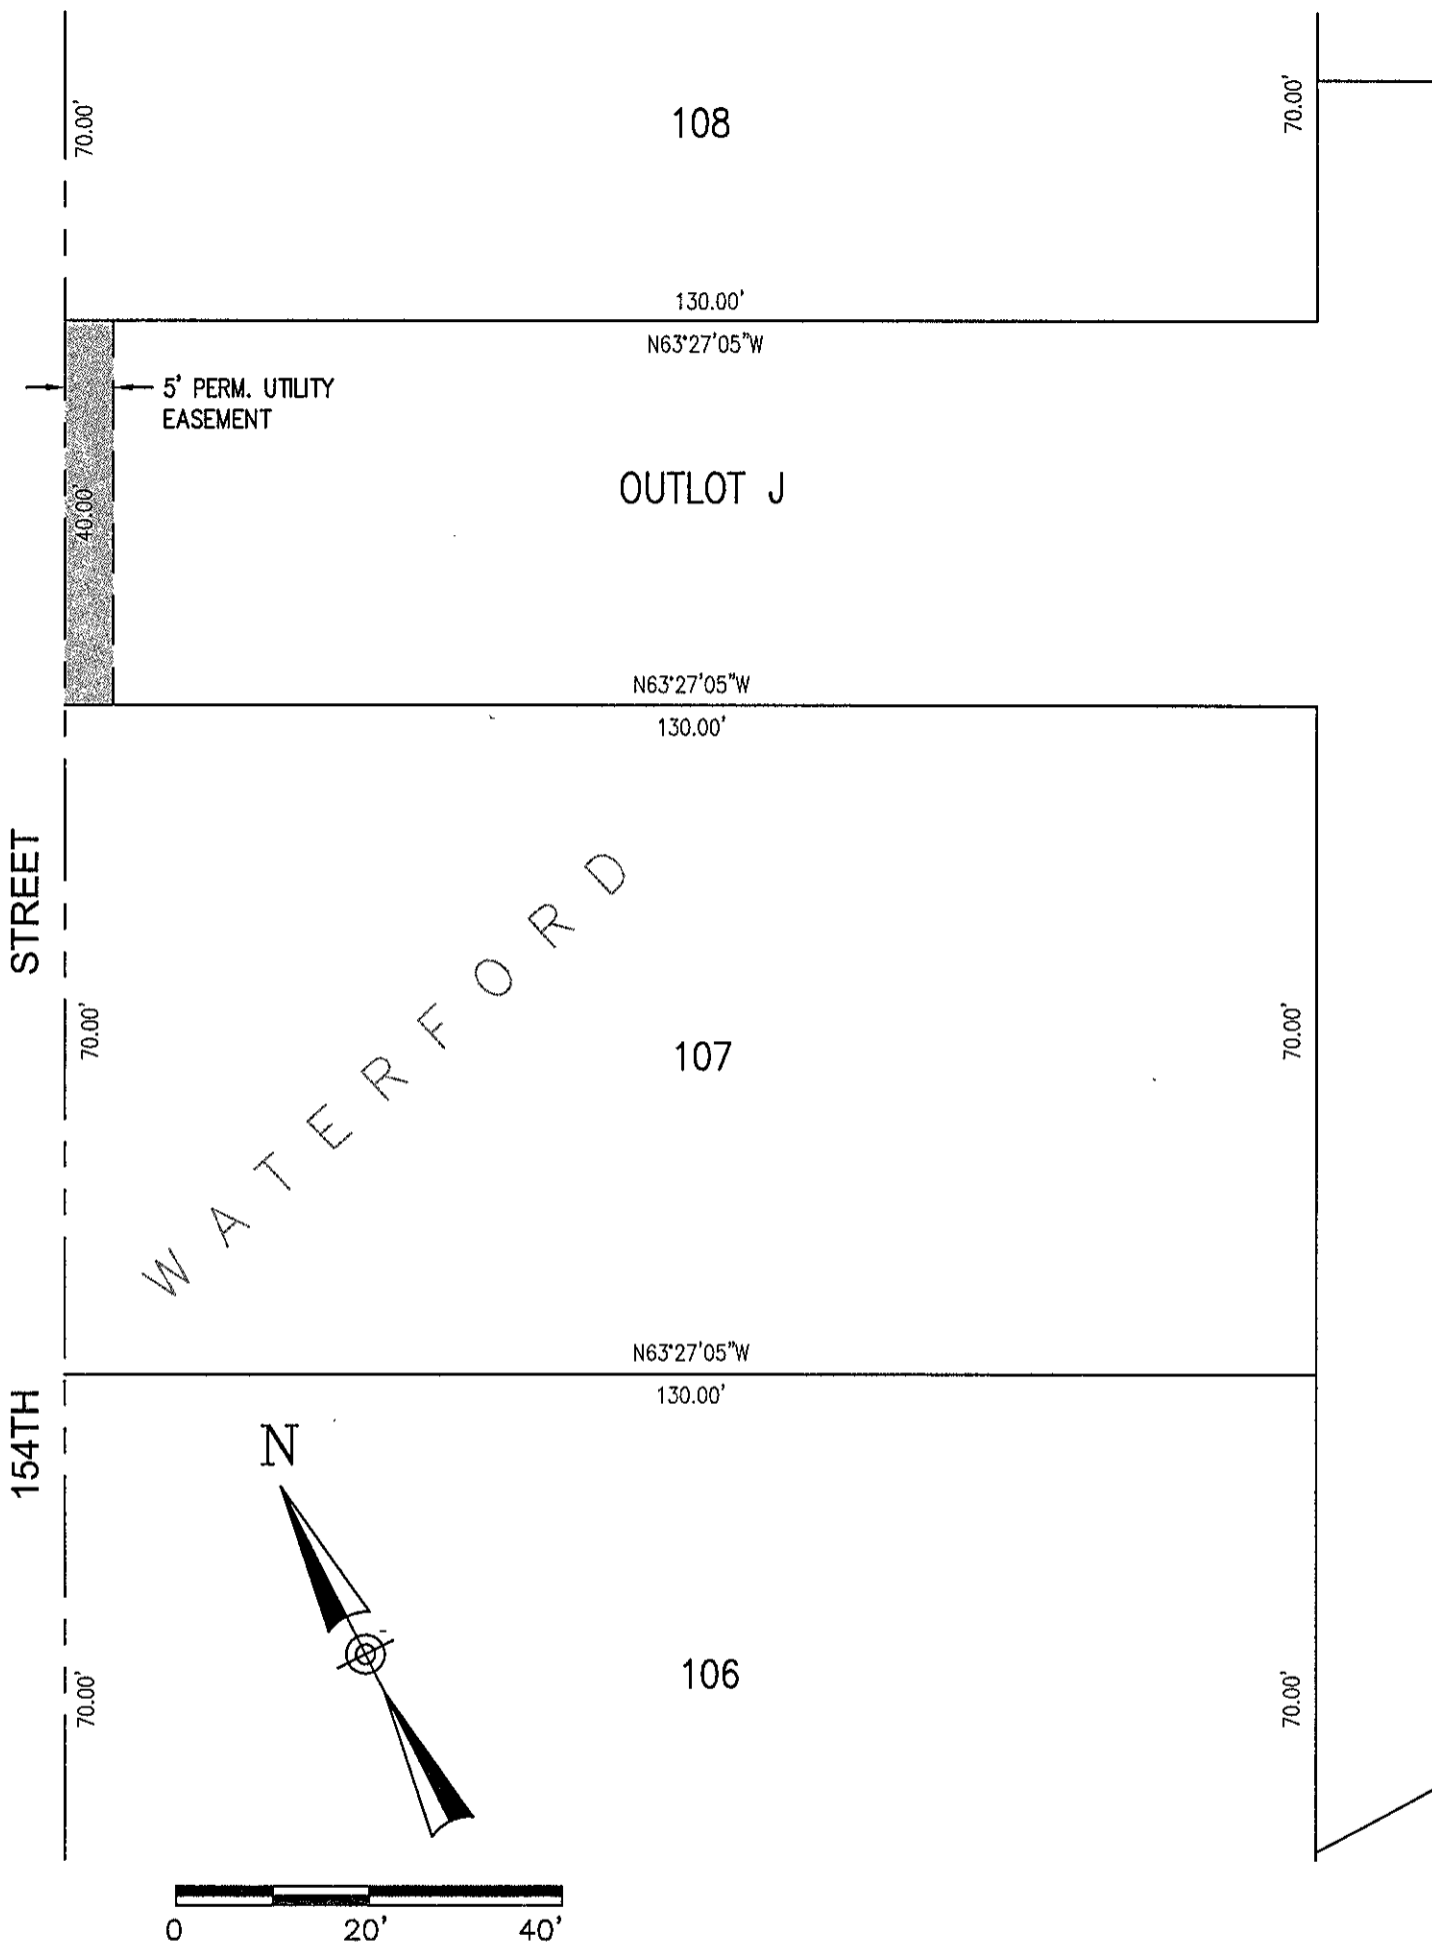 70.00'
108
70.00'
130.00'
N63°27'05"W
5' PERM. UTILITY
EASEMENT
40.00'
OUTLOT J
N63°27'05"W
130.00'
STREET
WATERFORD
70.00'
107
70.00'
N63°27'05"W
130.00'
154TH
N
70.00'
106
70.00'
0 20' 40'